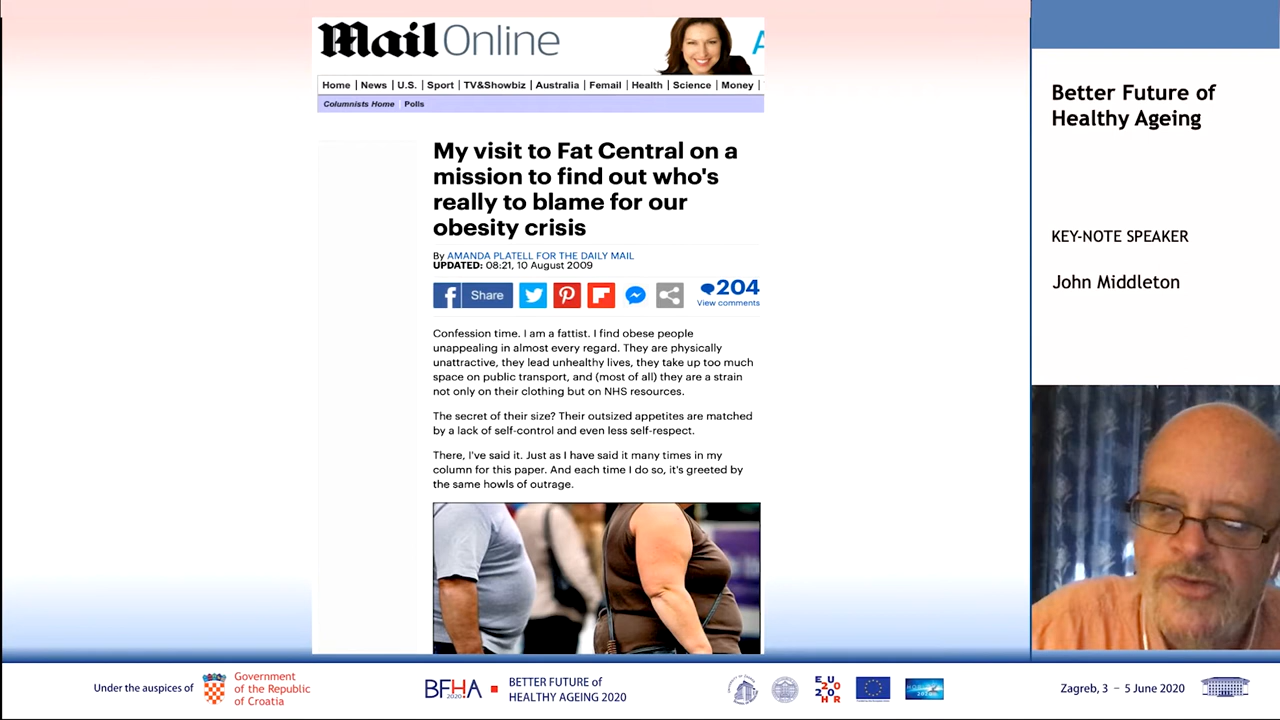 Mail Online
Home | News | U.S. | Sport | TV&Showbiz | Australia | Femail | Health | Science | Money |
Columnists Home Polls
My visit to Fat Central on a
mission to find out who's
really to blame for our
obesity crisis
By AMANDA PLATELL FOR THE DAILY MAIL
UPDATED: 08:21, 10 August 2009
Share
204
View comments
Confession time. I am a fattist. I find obese people
unappealing in almost every regard. They are physically
unattractive, they lead unhealthy lives, they take up too much
space on public transport, and (most of all) they are a strain
not only on their clothing but on NHS resources.
The secret of their size? Their outsized appetites are matched
by a lack of self-control and even less self-respect.
There, I've said it. Just as I have said it many times in my
column for this paper. And each time I do so, it's greeted by
the same howls of outrage.
Better Future of
Healthy Ageing
KEY-NOTE SPEAKER
John Middleton
Under the auspices of
Government
of the Republic
of Croatia
BFHA
2020
BETTER FUTURE of
HEALTHY AGEING 2020
EU
20
20
HR
Zagreb, 3 – 5 June 2020